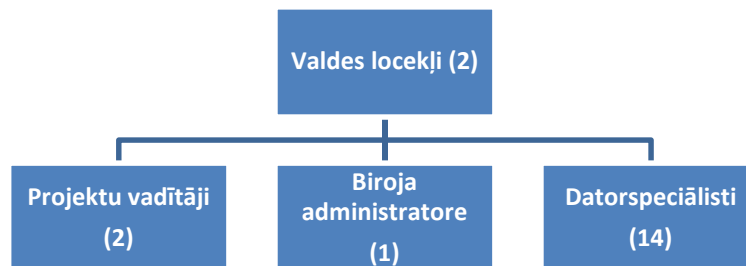 Valdes locekļi (2)
Projektu vadītāji
(2)
Biroja
administratore
(1)
Datorspeciālisti
(14)